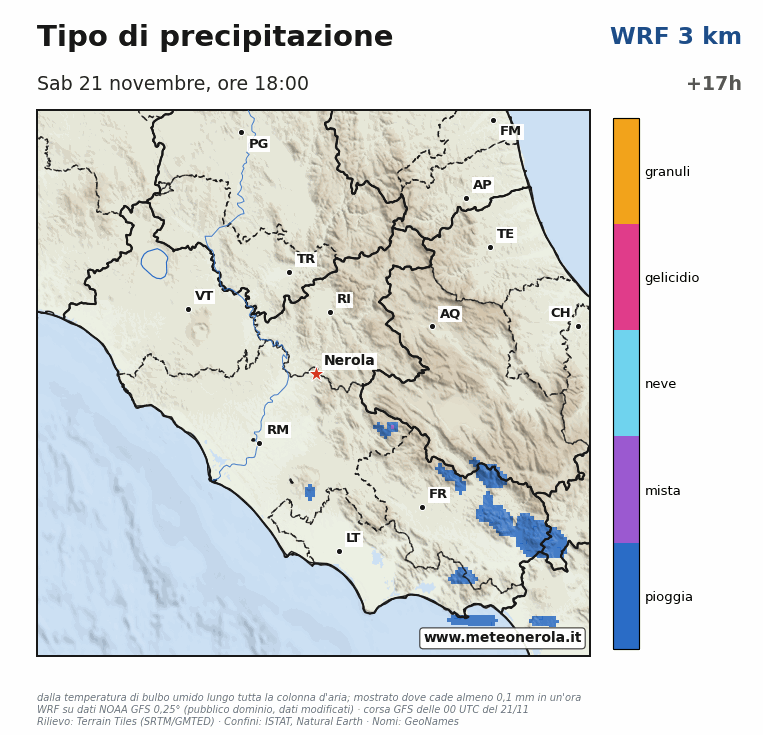 Tipo di precipitazione
WRF 3 km
Sab 21 novembre, ore 18:00
+17h
FM
PG
AP
TE
TR
VT
RI
AQ
CH
Nerola
RM
FR
LT
www.meteonerola.it
granuli
gelicidio
neve
mista
pioggia
dalla temperatura di bulbo umido lungo tutta la colonna d'aria; mostrato dove cade almeno 0,1 mm in un'ora
WRF su dati NOAA GFS 0,25° (pubblico dominio, dati modificati) · corsa GFS delle 00 UTC del 21/11
Rilievo: Terrain Tiles (SRTM/GMTED) · Confini: ISTAT, Natural Earth · Nomi: GeoNames